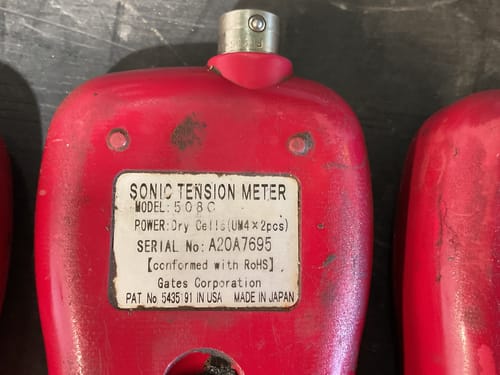 SONIC TENSION METER
MODEL: 508C
POWER: Dry Cells(UM4×2pcs)
SERIAL No: A20A7695
【conformed with RoHS】
Gates Corporation
PAT No 5435191 IN USA MADE IN JAPAN